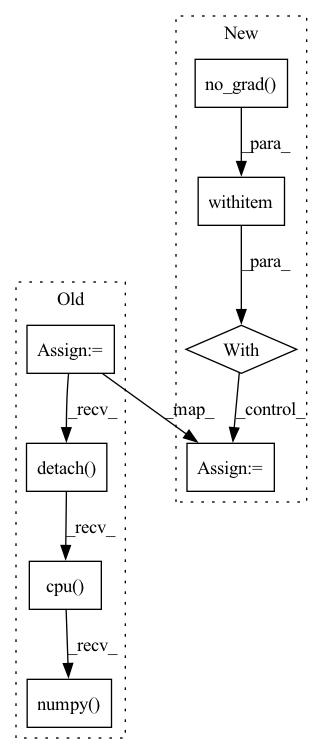 New
no_grad()
_para_
withitem
_para_
Old
Assign:=
With
_recv_
_map_
_control_
detach()
Assign:=
_recv_
cpu()
_recv_
numpy()